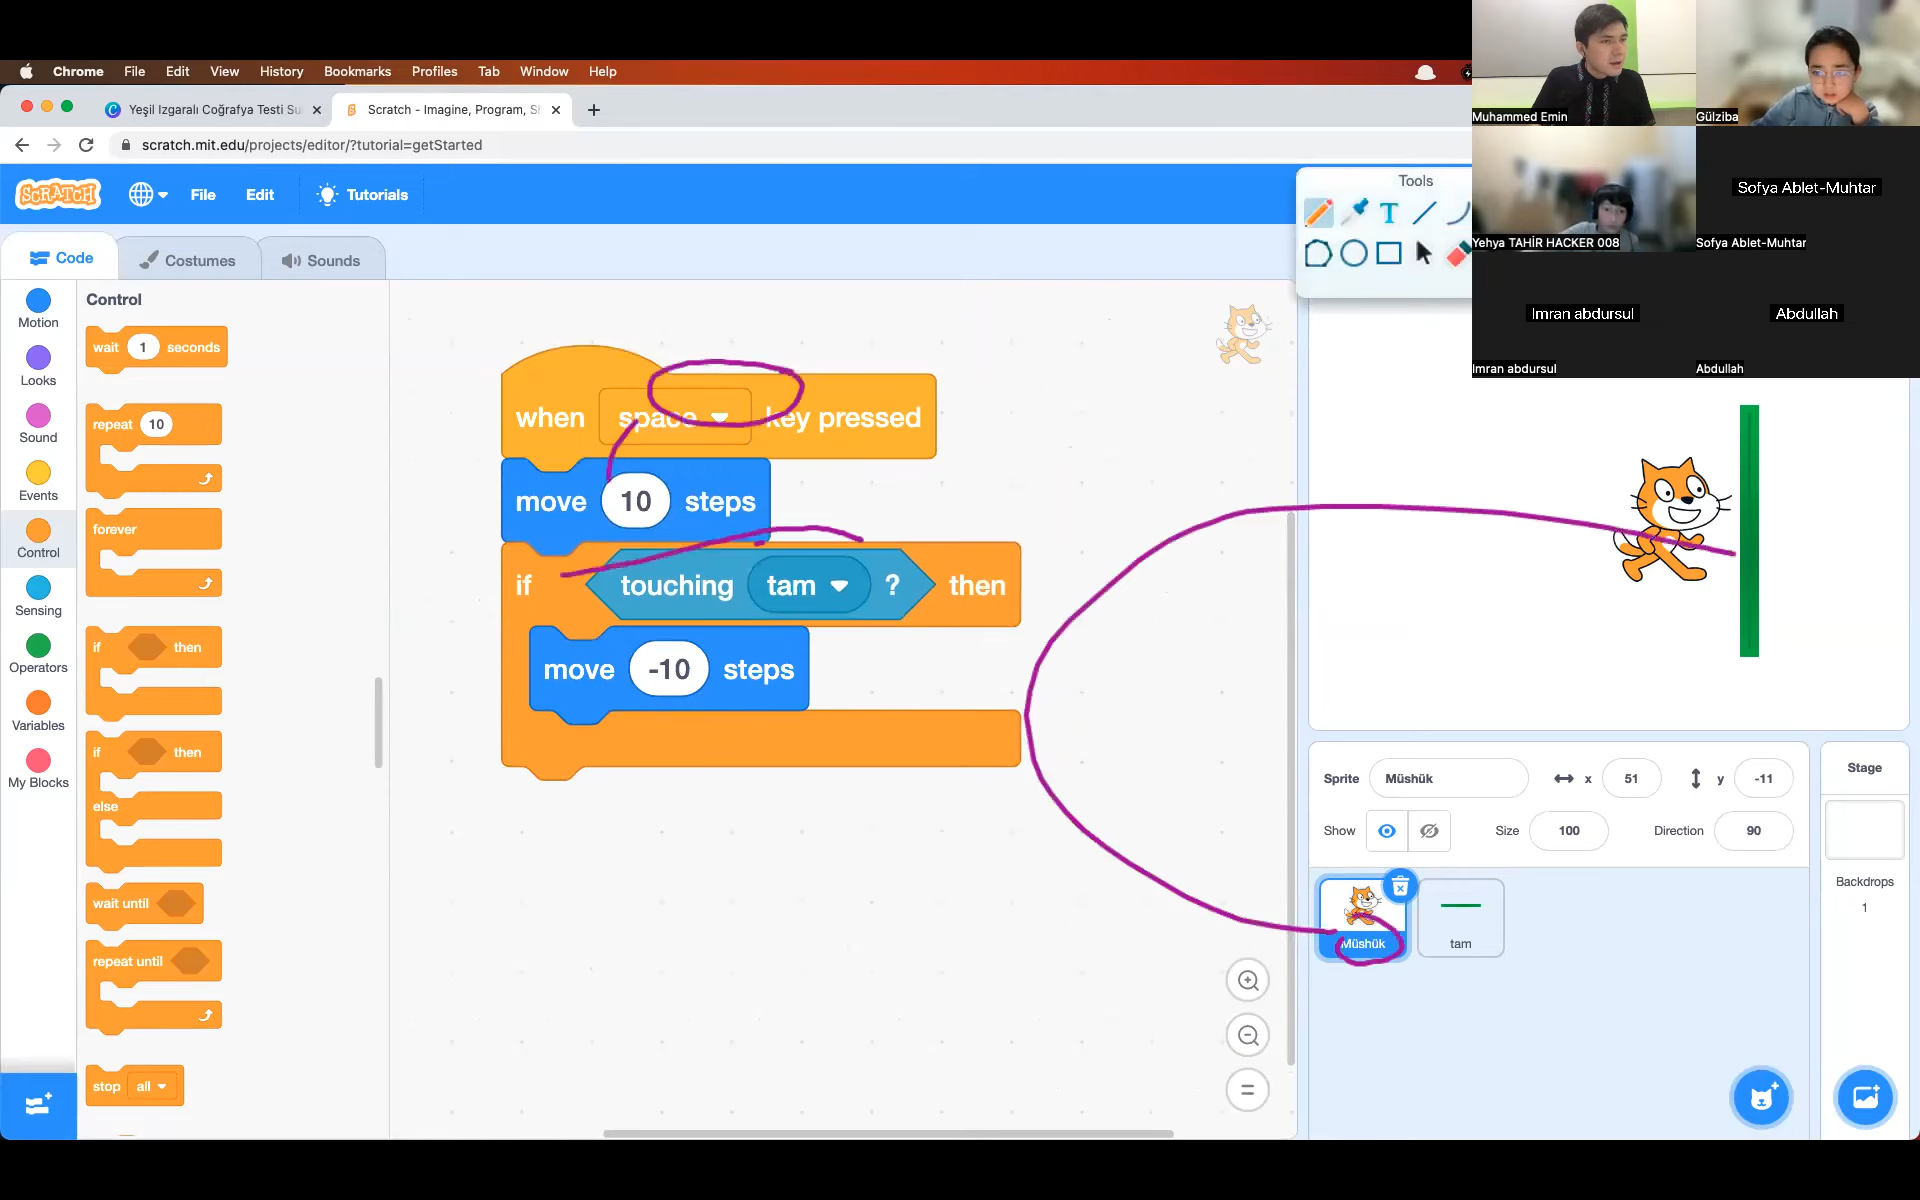 Chrome File Edit View History Bookmarks Profiles Tab Window Help
Yeşil Izgaralı Coğrafya Testi Su
Scratch - Imagine, Program, Sh
scratch.mit.edu/projects/editor/?tutorial=getStarted
SCRATCH File Edit Tutorials
Tools
T
Code Costumes Sounds
Motion
Looks
Sound
Events
Control
Sensing
Operators
Variables
My Blocks
Control
wait 1 seconds
repeat 10
forever
if then
if then
else
wait until
repeat until
stop all
when space key pressed
move 10 steps
if touching tam ? then
move -10 steps
Muhammed Emin
Gülziba
Yehya TAHİR HACKER 008
Sofya Ablet-Muhtar
Sofya Ablet-Muhtar
Imran abdursul
Imran abdursul
Abdullah
Abdullah
Sprite Müshük x 51 y -11
Show Size 100 Direction 90
Müshük
tam
Stage
Backdrops
1